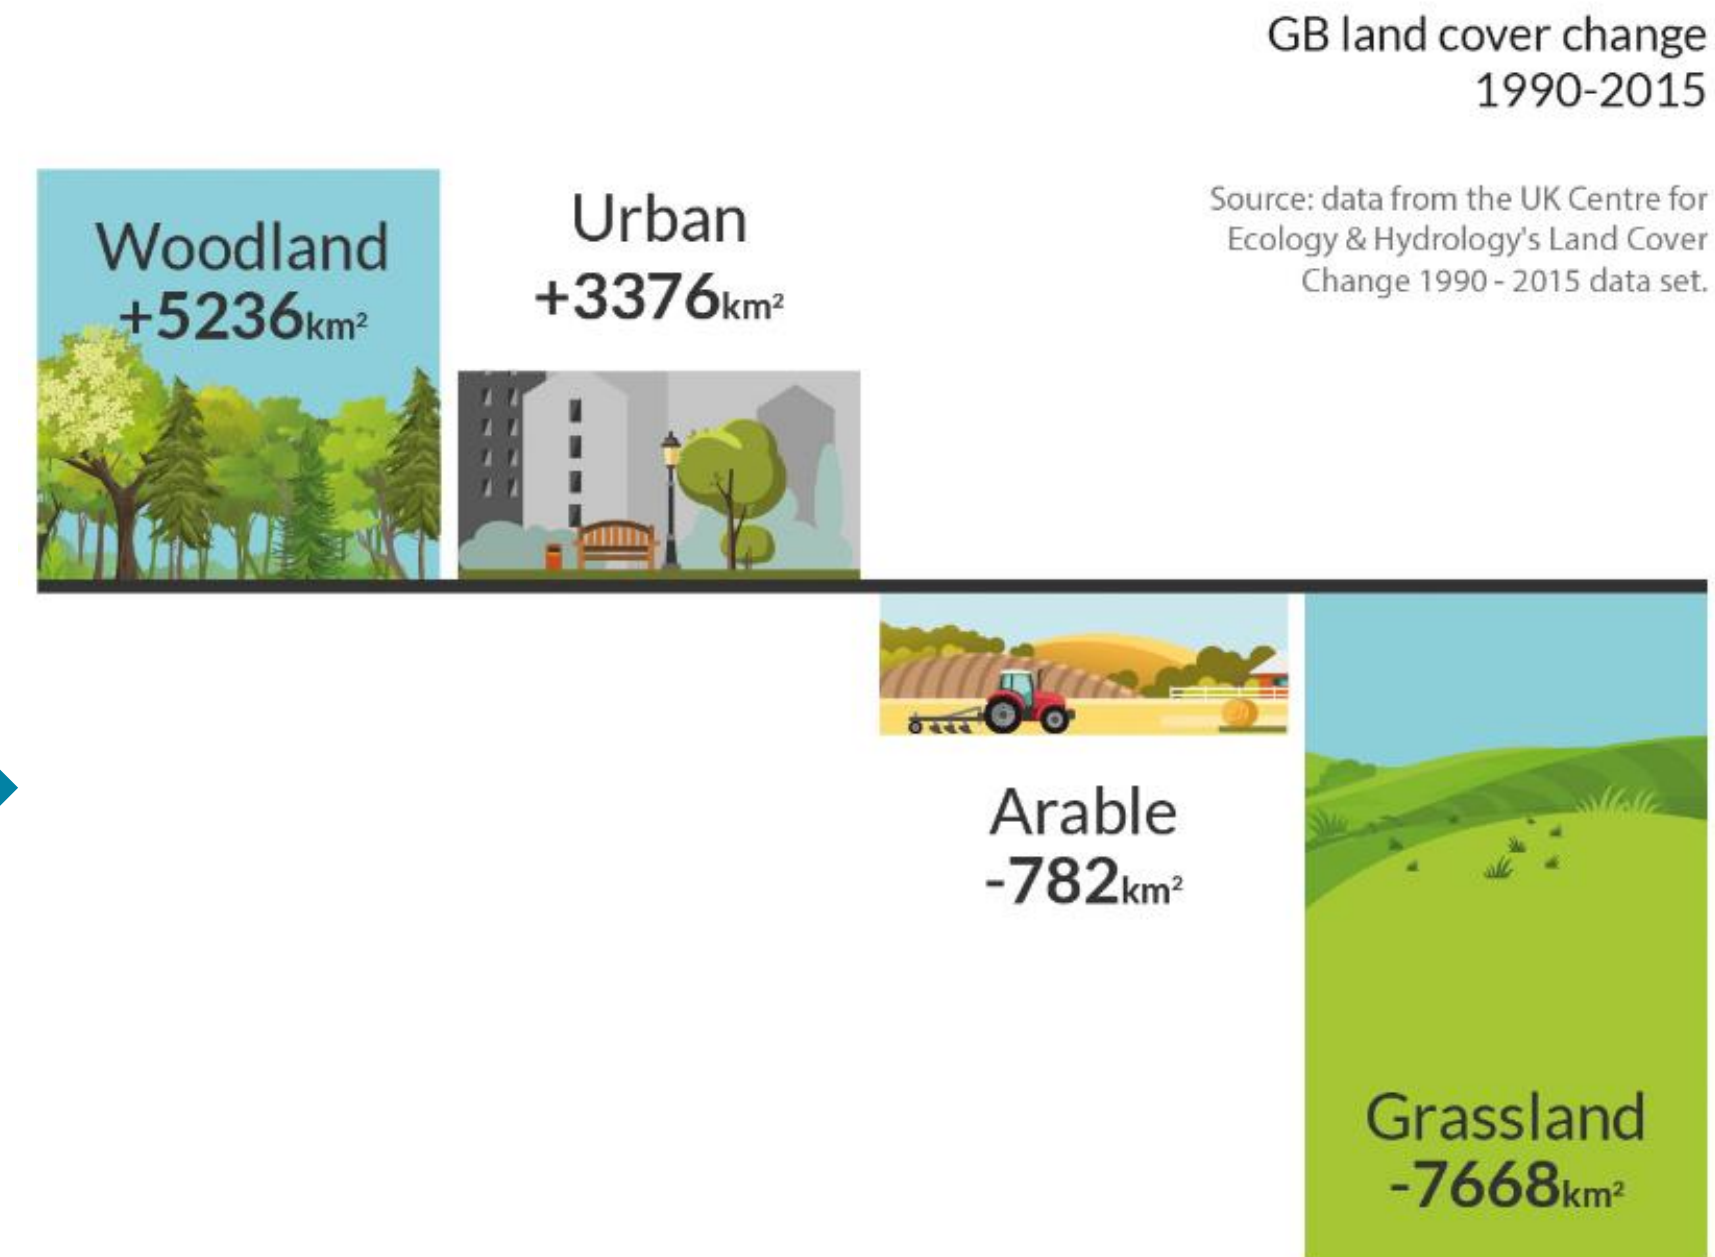 GB land cover change
1990-2015
Source: data from the UK Centre for
Ecology & Hydrology's Land Cover
Change 1990 - 2015 data set.
Woodland
+5236km²
Urban
+3376km²
Arable
-782km²
Grassland
-7668km²